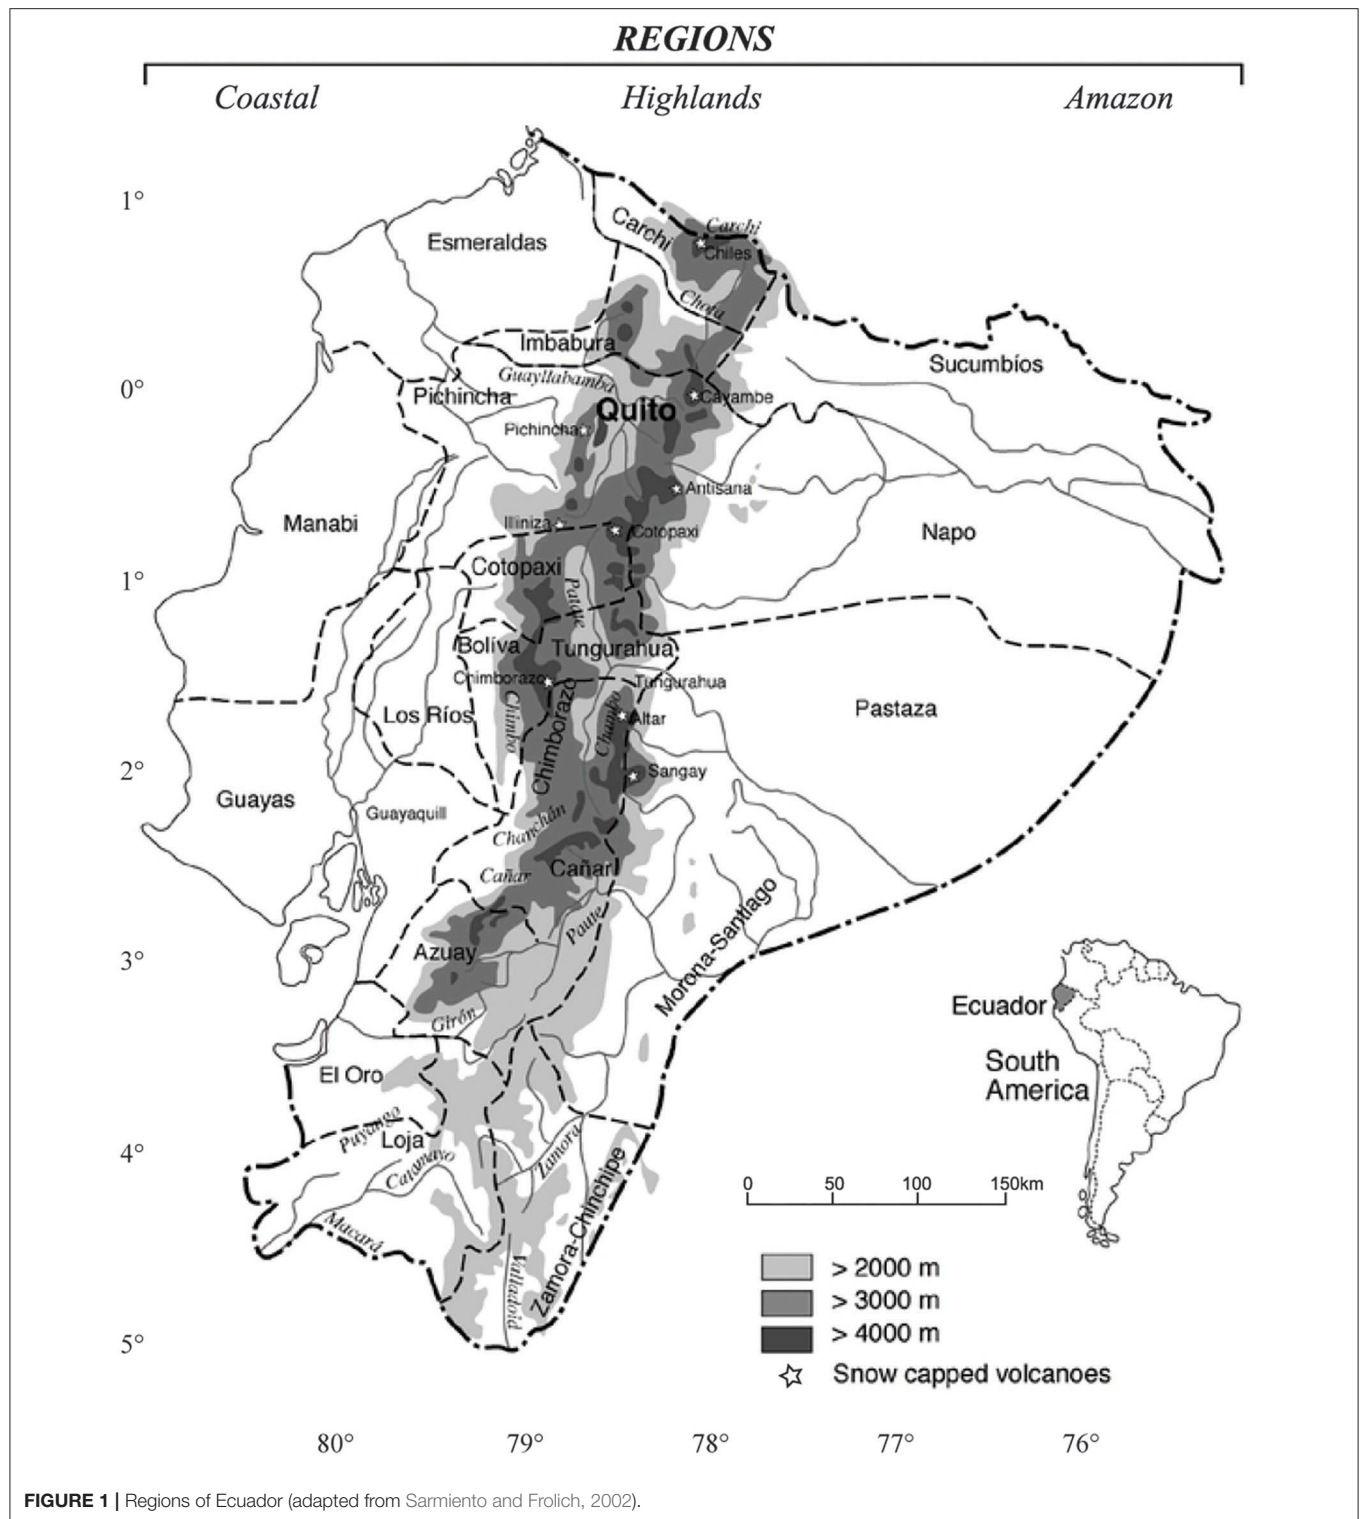 REGIONS
Coastal Highlands Amazon
1°
Carchi
Carchi
Esmeraldas
Chiles
Chota
Imbabura
Sucumbíos
0°
Guayllabamba
Pichincha
Cayambe
Quito
Pichincha
Antisana
Manabi
Illiniza
Cotopaxi
Napo
1°
Cotopaxi
Patate
Bolíva
Tungurahua
Chimborazo
Tungurahua
Los Ríos
Chimbo
Chimborazo
Chambo
Altar
Pastaza
2°
Sangay
Guayas
Guayaquill
Chanchán
Cañar
Cañar
Paute
Morona-Santiago
3°
Azuay
Girón
Ecuador
South
America
El Oro
Puyango
Loja
4°
Catamayo
Zamora
Zamora-Chinchipe
Macará
Valladoid
0 50 100 150km
> 2000 m
> 3000 m
> 4000 m
Snow capped volcanoes
5°
80° 79° 78° 77° 76°
FIGURE 1 | Regions of Ecuador (adapted from Sarmiento and Frolich, 2002).